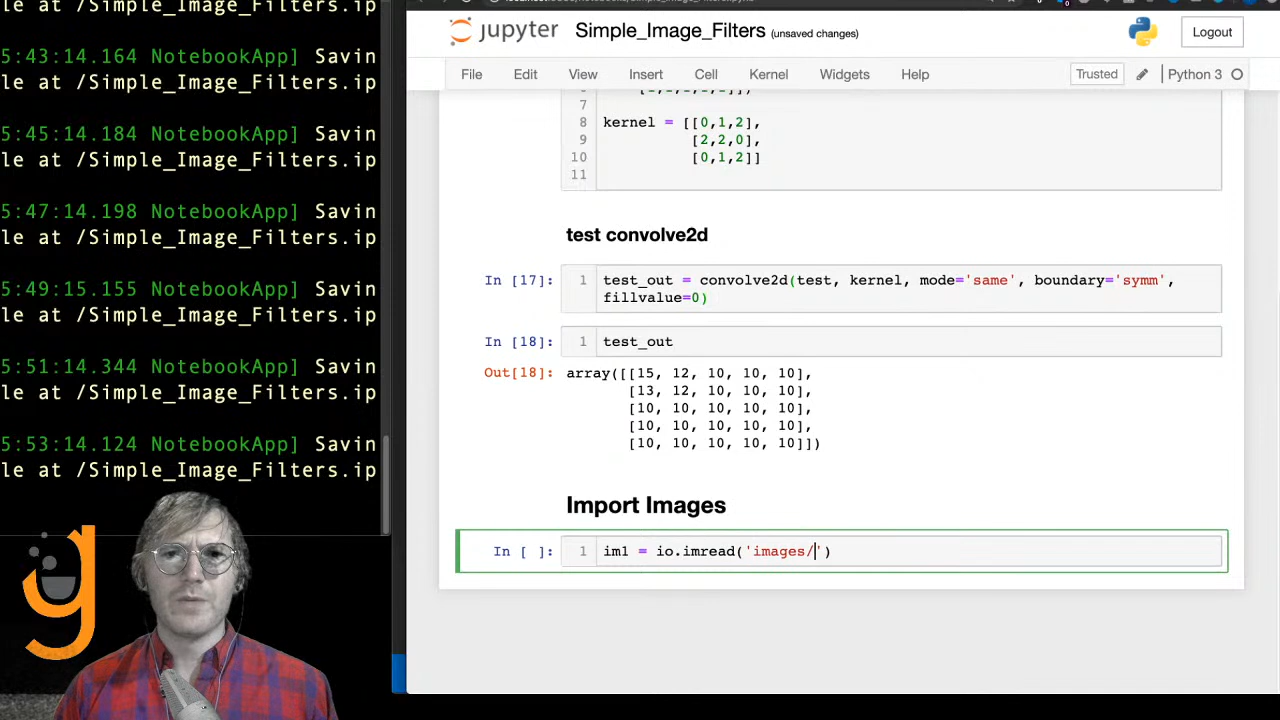 5:43:14.164 NotebookApp] Savin
le at /Simple_Image_Filters.ip
5:45:14.184 NotebookApp] Savin
le at /Simple_Image_Filters.ip
5:47:14.198 NotebookApp] Savin
le at /Simple_Image_Filters.ip
5:49:15.155 NotebookApp] Savin
le at /Simple_Image_Filters.ip
5:51:14.344 NotebookApp] Savin
le at /Simple_Image_Filters.ip
5:53:14.124 NotebookApp] Savin
le at /Simple_Image_Filters.ip
y
jupyter Simple_Image_Filters (unsaved changes) Logout
File Edit View Insert Cell Kernel Widgets Help Trusted Python 3
7
8 kernel = [[0,1,2],
9 [2,2,0],
10 [0,1,2]]
11
test convolve2d
In [17]: 1 test_out = convolve2d(test, kernel, mode='same', boundary='symm',
fillvalue=0)
In [18]: 1 test_out
Out[18]: array([[15, 12, 10, 10, 10],
[13, 12, 10, 10, 10],
[10, 10, 10, 10, 10],
[10, 10, 10, 10, 10],
[10, 10, 10, 10, 10]])
Import Images
In [ ]: 1 im1 = io.imread('images/')